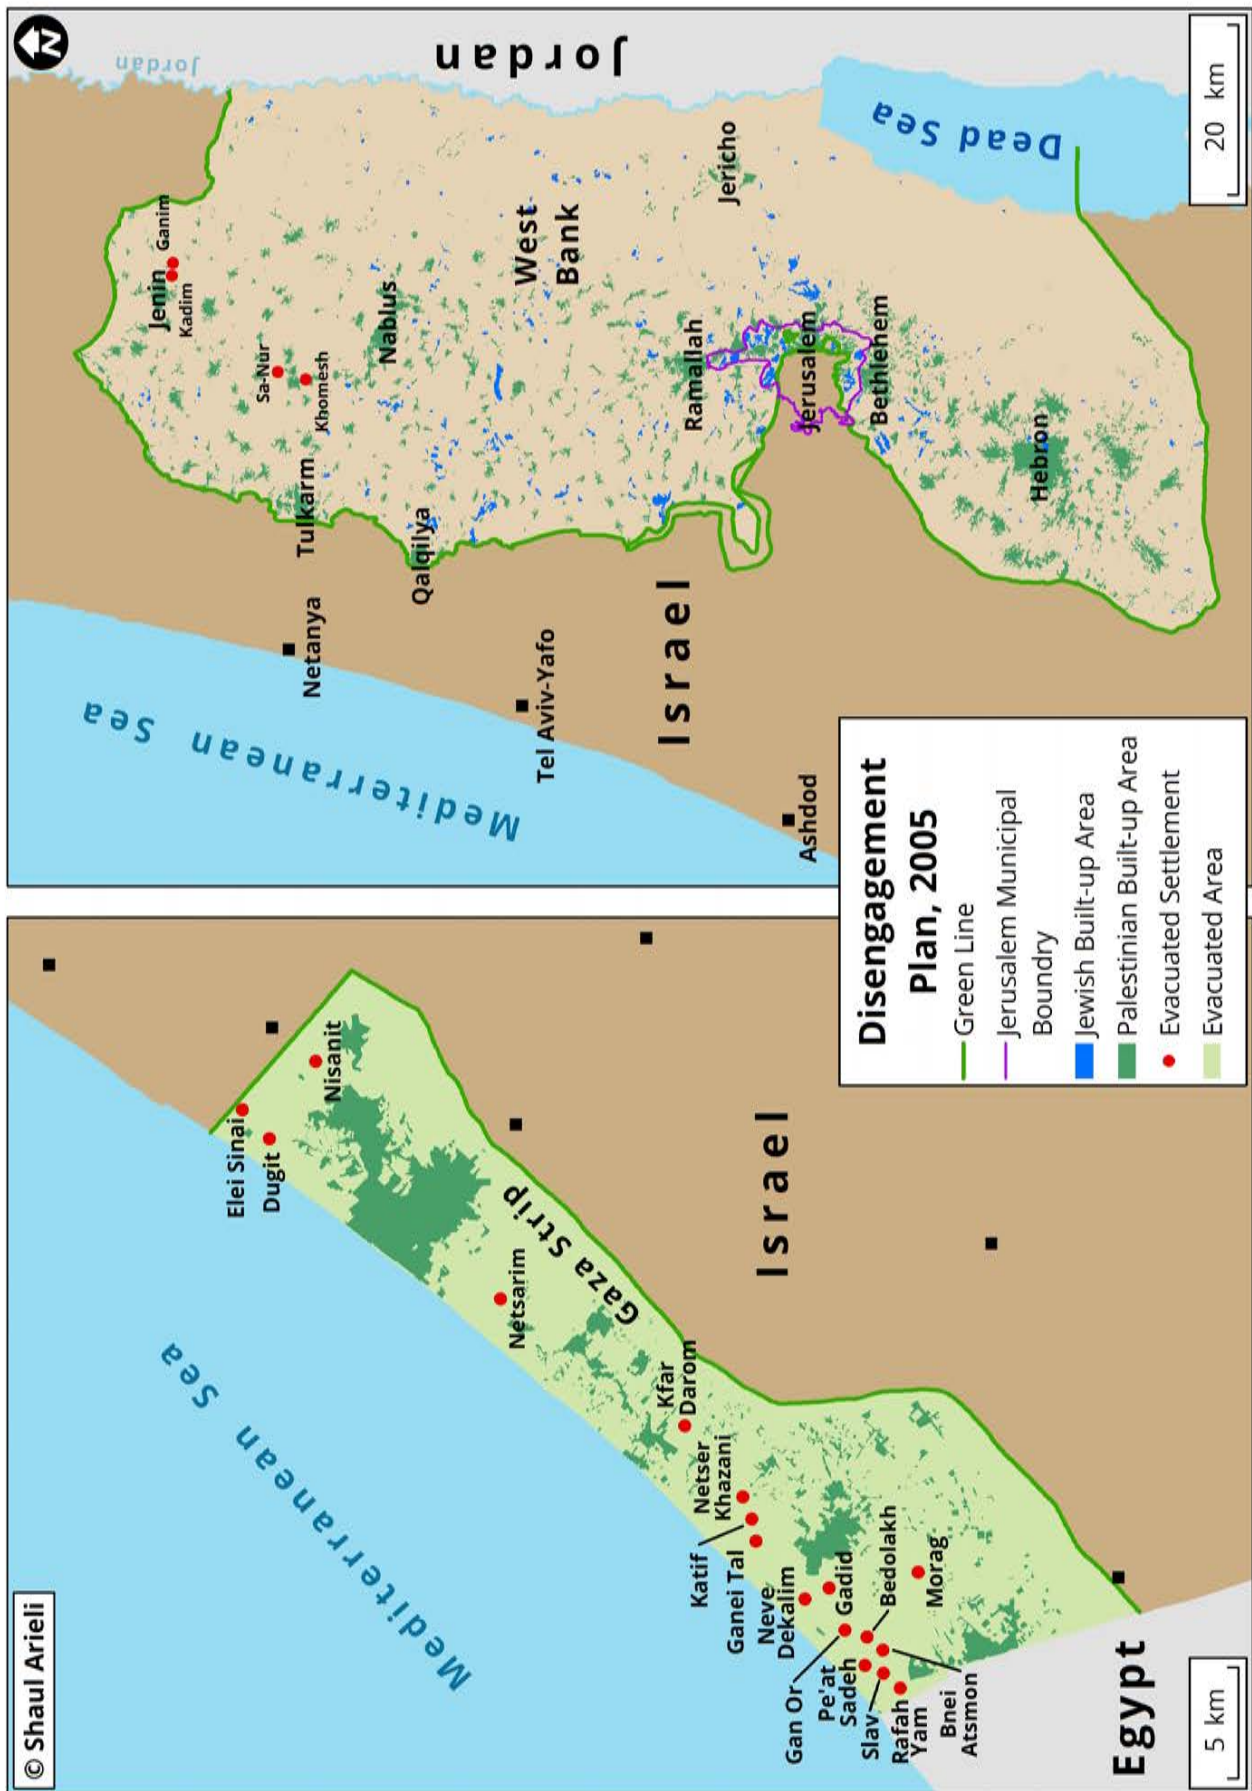 © Shaul Arieli
Mediterranean Sea
Elei Sinai
Dugit
Nisanit
Netsarim
Gaza Strip
Kfar
Darom
Netser
Khazani
Katif
Ganei Tal
Neve
Dekalim
Gadid
Gan Or
Bedolakh
Pe'at
Sadeh
Slav
Morag
Rafah
Yam
Bnei
Atsmon
Israel
Egypt
5 km
N
Jordan
Jordan
Mediterranean Sea
Ganim
Jenin
Kadim
Sa-Nur
Khomesh
Tulkarm
Netanya
Nablus
Qalqilya
West
Bank
Tel Aviv-Yafo
Israel
Ramallah
Jericho
Jerusalem
Ashdod
Bethlehem
Dead Sea
Hebron
20 km
Disengagement
Plan, 2005
Green Line
Jerusalem Municipal
Boundry
Jewish Built-up Area
Palestinian Built-up Area
Evacuated Settlement
Evacuated Area